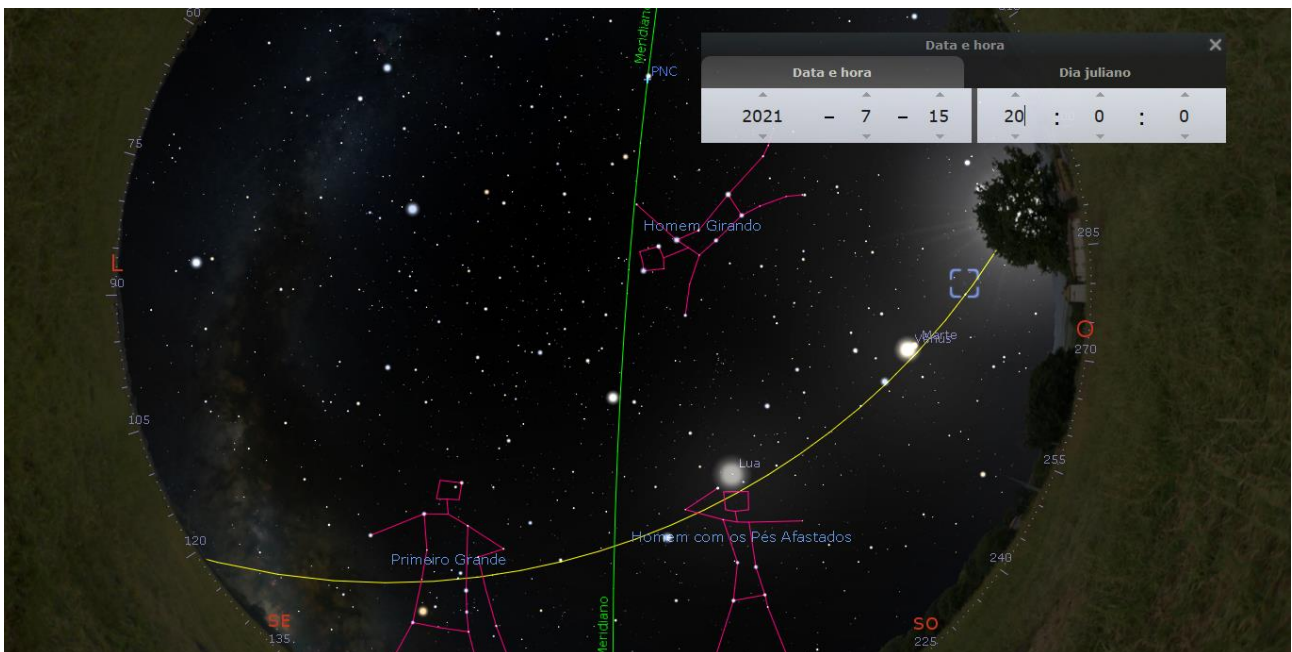 60
Meridiano
Data e hora
PNC
Data e hora
Dia juliano
2021 – 7 – 15
20 : 0 : 0
75
Homem Girando
285
L
90
Q
270
Marte
Vênus
105
Lua
255
Primeiro Grande
Homem com os Pés Afastados
120
240
Meridiano
SE
135
SO
225